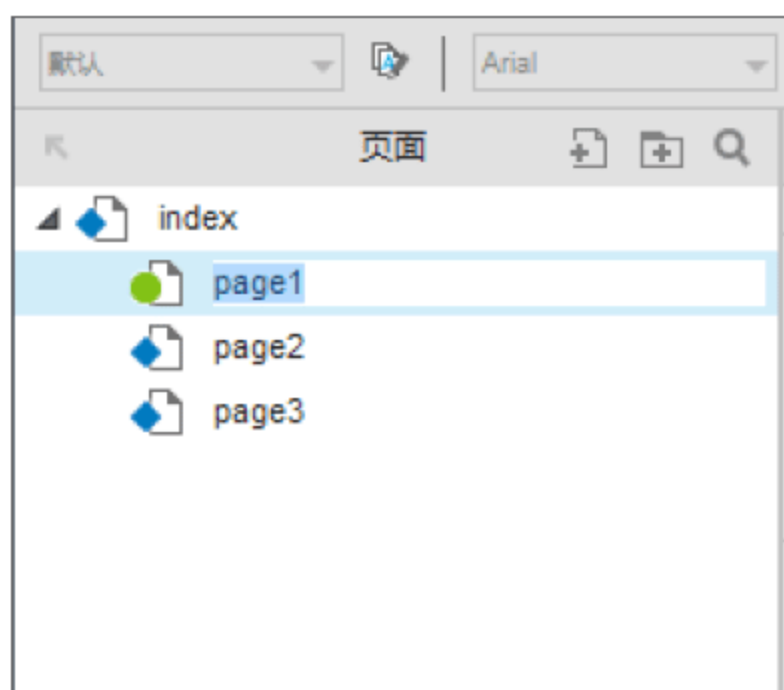 默认 Arial
页面
index
page1
page2
page3